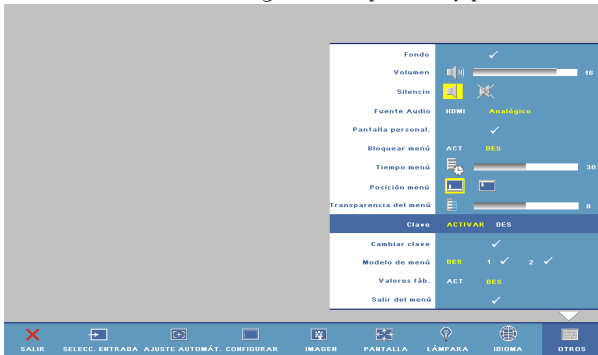 Fondo
Volumen 16
Silencio
Fuente Audio HDMI Analógico
Pantalla personal.
Bloquear menú ACT DES
Tiempo menú 30
Posición menú
Transparencia del menú 0
Clave ACTIVAR DES
Cambiar clave
Modelo de menú DES 1 2
Valores fáb. ACT DES
Salir del menú
SALIR SELECC. ENTRADA AJUSTE AUTOMÁT. CONFIGURAR IMAGEN PANTALLA LÁMPARA IDIOMA OTROS